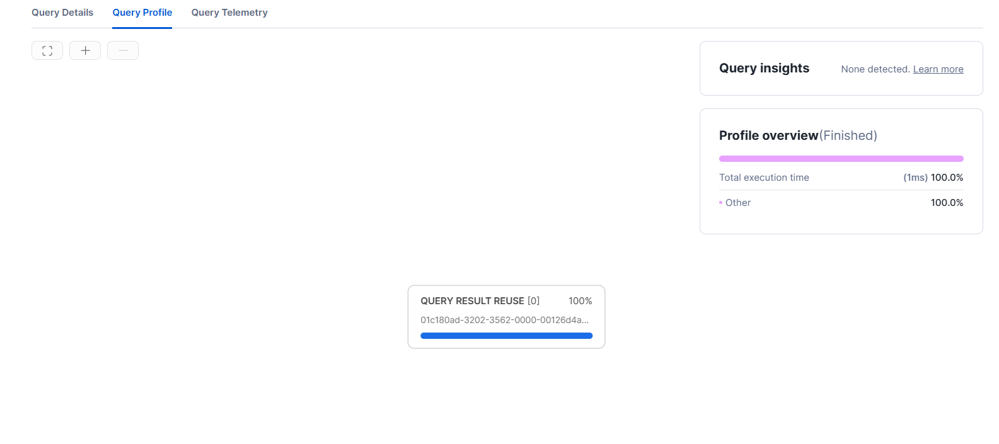 Query Details Query Profile Query Telemetry
Query insights None detected. Learn more
Profile overview(Finished)
Total execution time (1ms) 100.0%
Other 100.0%
QUERY RESULT REUSE [0] 100%
01c180ad-3202-3562-0000-00126d4a...